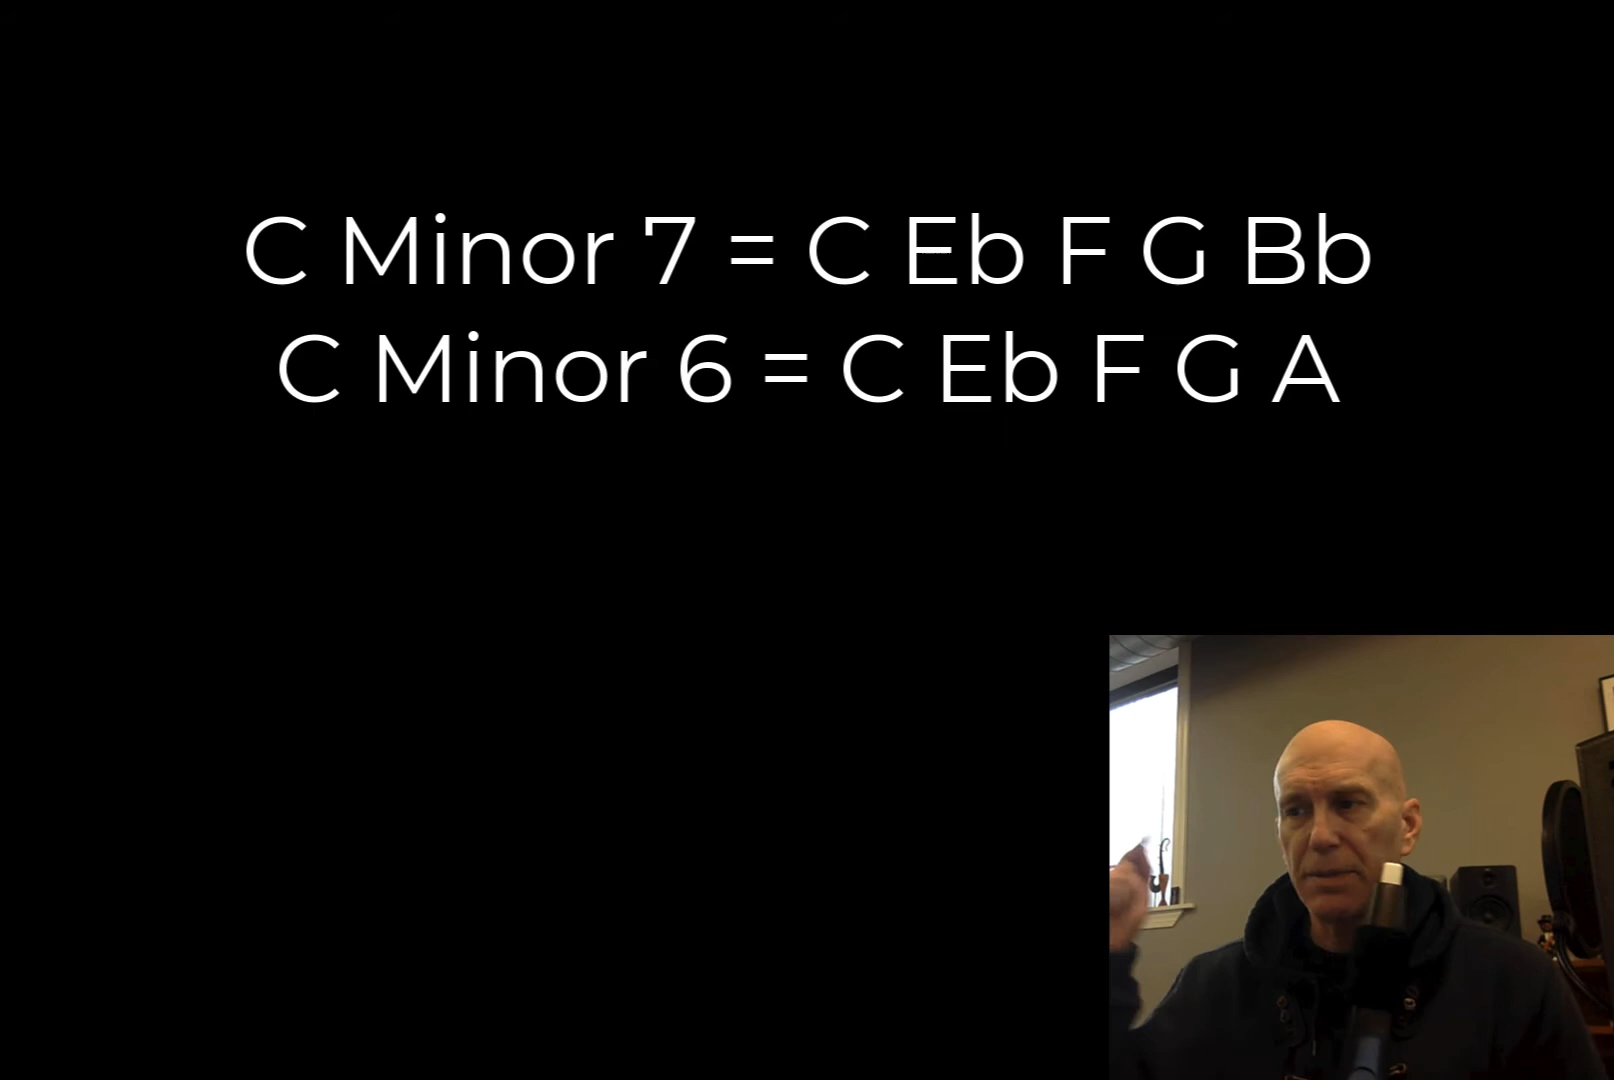 C Minor 7 = C Eb F G Bb
C Minor 6 = C Eb F G A